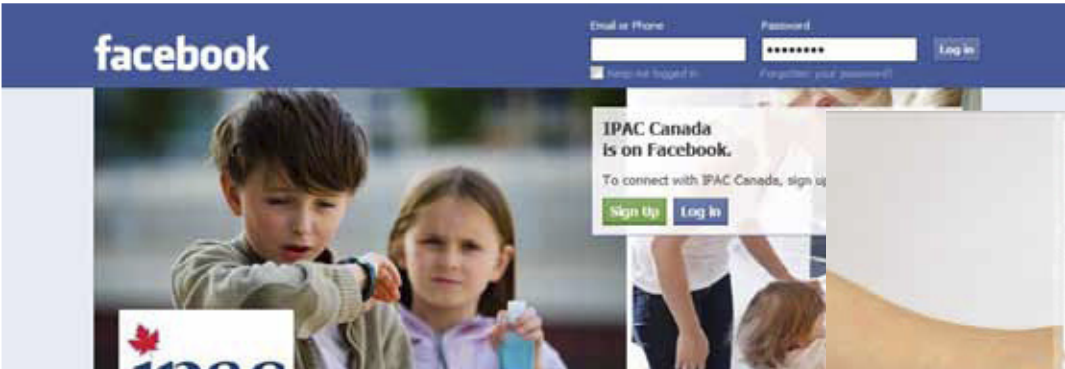 facebook
Email or Phone
Password
Log in
Keep me logged in
Forgotten your password?
IPAC Canada
is on Facebook.
To connect with IPAC Canada, sign up
Sign Up
Log in
ipac